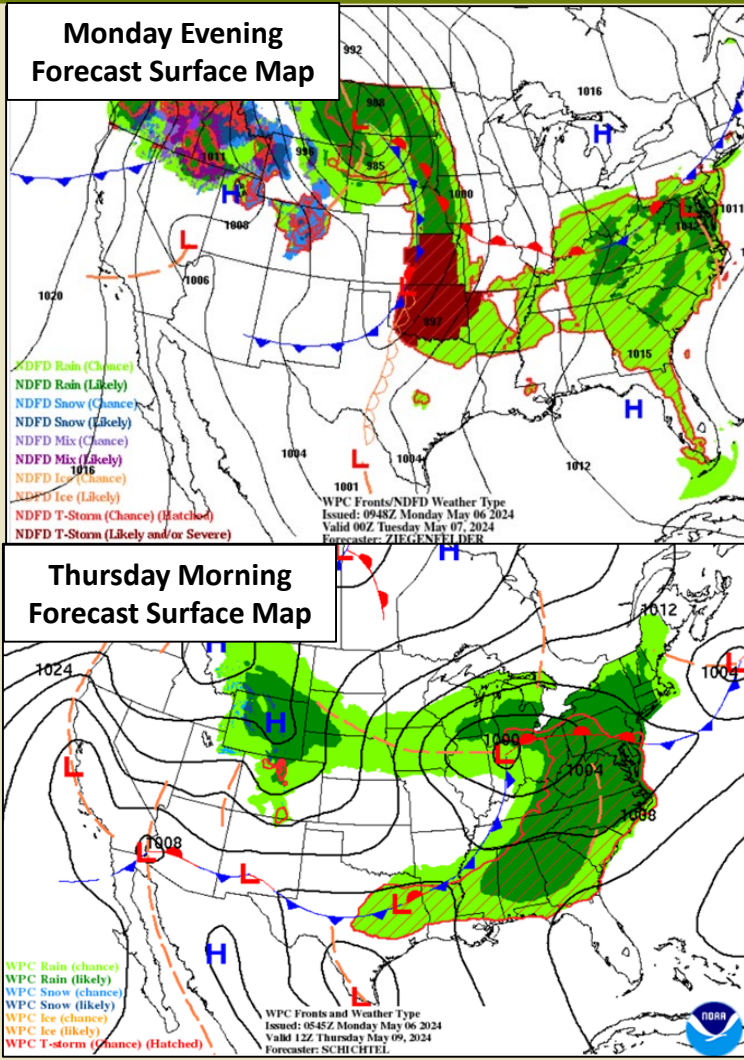 Monday Evening
Forecast Surface Map
992
1016
988
H
L
1011
996
985
H
1000
L
1011
1012
1008
L
1006
L
1020
997
NDFD Rain (Chance)
1015
NDFD Rain (Likely)
NDFD Snow (Chance)
H
NDFD Snow (Likely)
NDFD Mix (Chance)
NDFD Mix (Likely)
1016
1004
L
1004
1012
NDFD Ice (Chance)
NDFD Ice (Likely)
1001
NDFD T-Storm (Chance) (Hatched)
NDFD T-Storm (Likely and/or Severe)
WPC Fronts/NDFD Weather Type
Issued: 0948Z Monday May 06 2024
Valid 00Z Tuesday May 07, 2024
Forecaster: ZIEGENFELDER
Thursday Morning
Forecast Surface Map
L
H
1012
H
1024
L
1004
H
1000
L
L
1004
1008
1008
L
L
L
H
L
WPC Rain (chance)
WPC Rain (likely)
WPC Snow (chance)
WPC Snow (likely)
WPC Ice (chance)
WPC Ice (likely)
WPC T-storm (Chance) (Hatched)
WPC Fronts and Weather Type
Issued: 0545Z Monday May 06 2024
Valid 12Z Thursday May 09, 2024
Forecaster: SCHICHTEL
NOAA